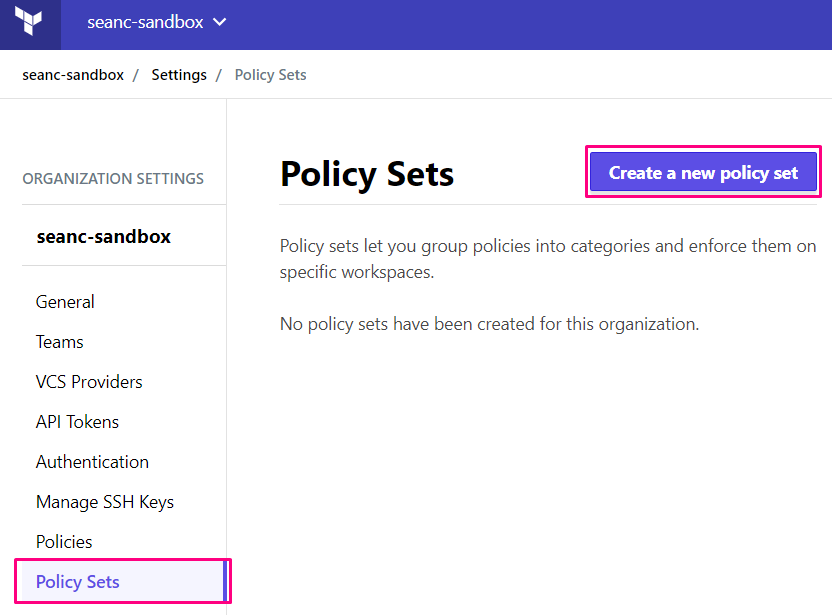 seanc-sandbox
seanc-sandbox / Settings / Policy Sets
ORGANIZATION SETTINGS
seanc-sandbox
General
Teams
VCS Providers
API Tokens
Authentication
Manage SSH Keys
Policies
Policy Sets
Policy Sets
Create a new policy set
Policy sets let you group policies into categories and enforce them on
specific workspaces.
No policy sets have been created for this organization.